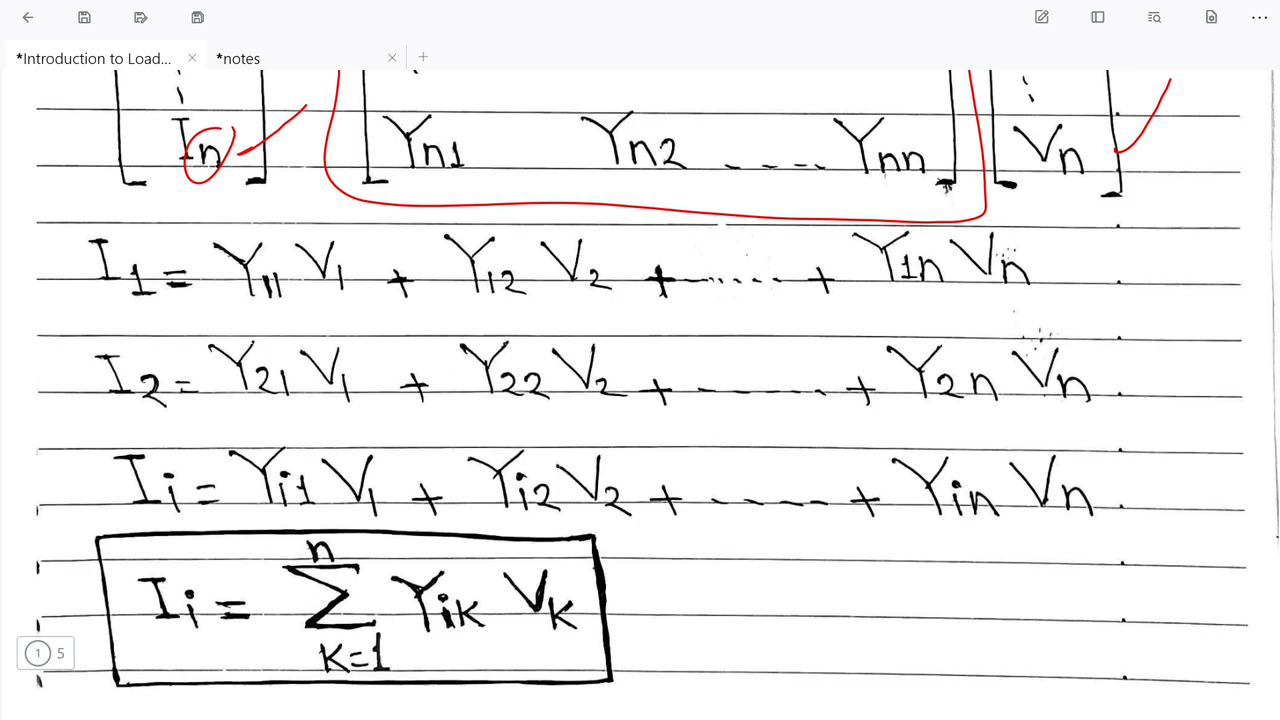 *Introduction to Load...
*notes
In
Yn1 Yn2 ---- Ynn
Vn
I1 = Y11 V1 + Y12 V2 + ...... + Y1n Vn
I2 = Y21 V1 + Y22 V2 + ------ + Y2n Vn
Ii = Yi1 V1 + Yi2 V2 + ------ + Yin Vn
n
Ii = Σ Yik Vk
K=1
1 5